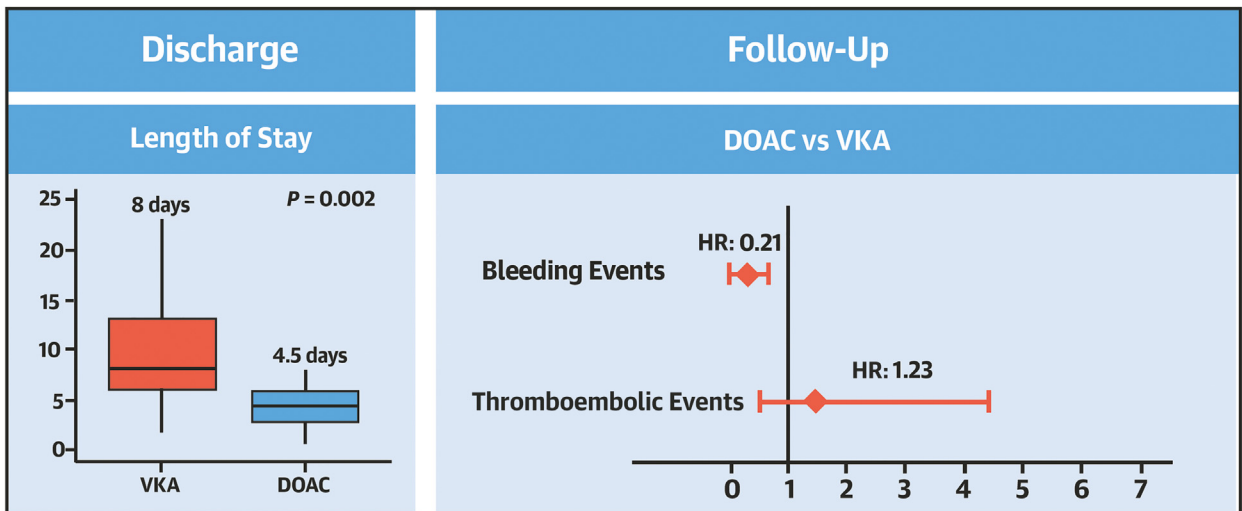 Discharge
Length of Stay
25
20
15
10
5
0
8 days
P = 0.002
4.5 days
VKA
DOAC
Follow-Up
DOAC vs VKA
HR: 0.21
Bleeding Events
HR: 1.23
Thromboembolic Events
0 1 2 3 4 5 6 7